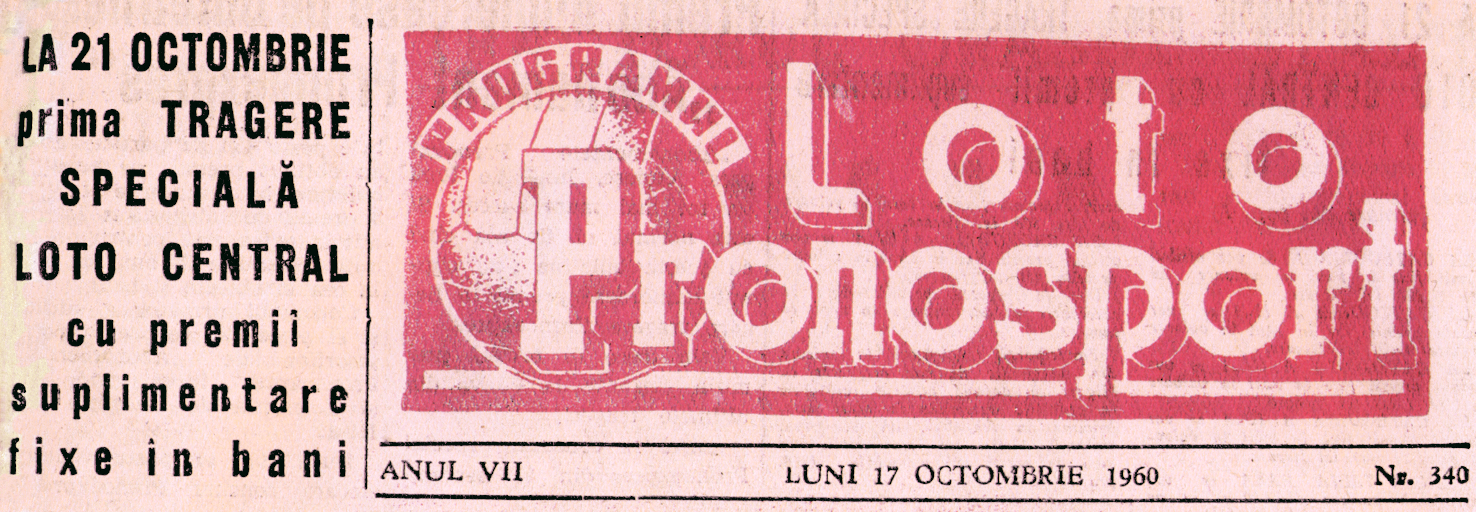 LA 21 OCTOMBRIE
prima TRAGERE
SPECIALĂ
LOTO CENTRAL
cu premii
suplimentare
fixe in bani
PROGRAMUL
Loto
Pronosport
ANUL VII LUNI 17 OCTOMBRIE 1960 Nr. 340